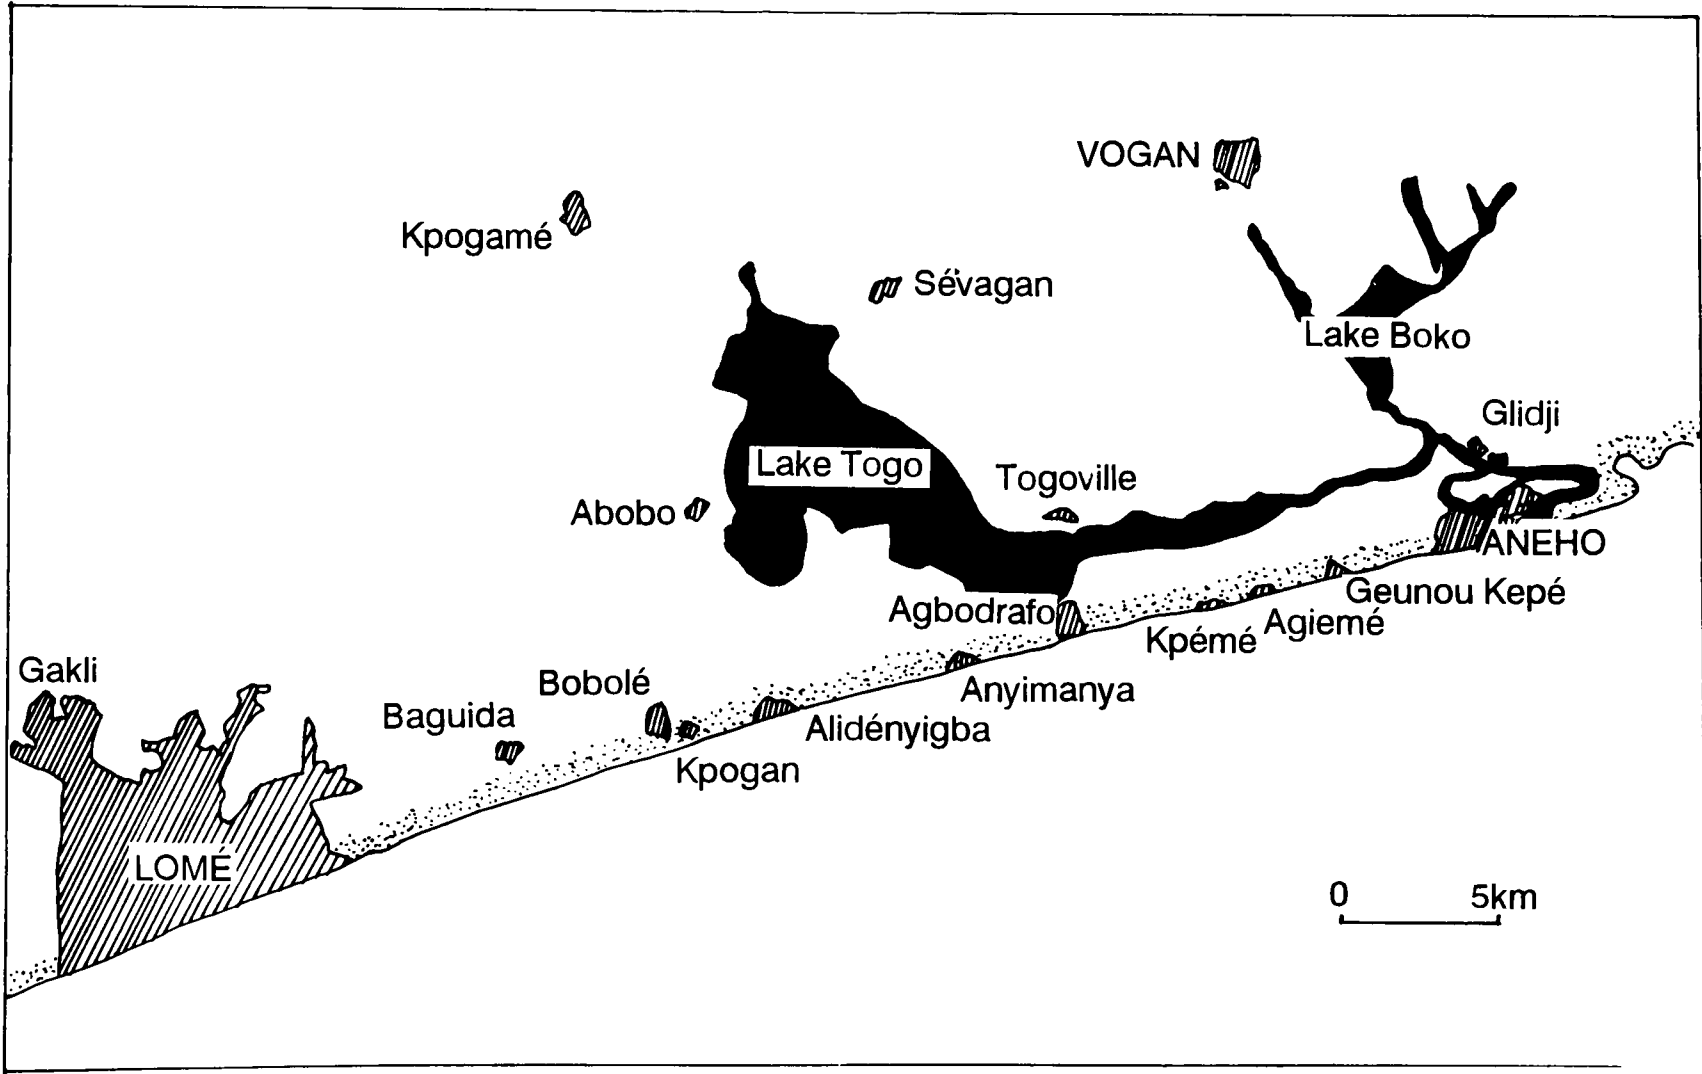 VOGAN
Kpogamé
Sévagan
Lake Boko
Glidji
Lake Togo
Togoville
Abobo
ANEHO
Geunou Kepé
Agbodrafo
Agiemé
Kpémé
Gakli
Bobolé
Anyimanya
Baguida
Alidényigba
Kpogan
LOMÉ
0 5km